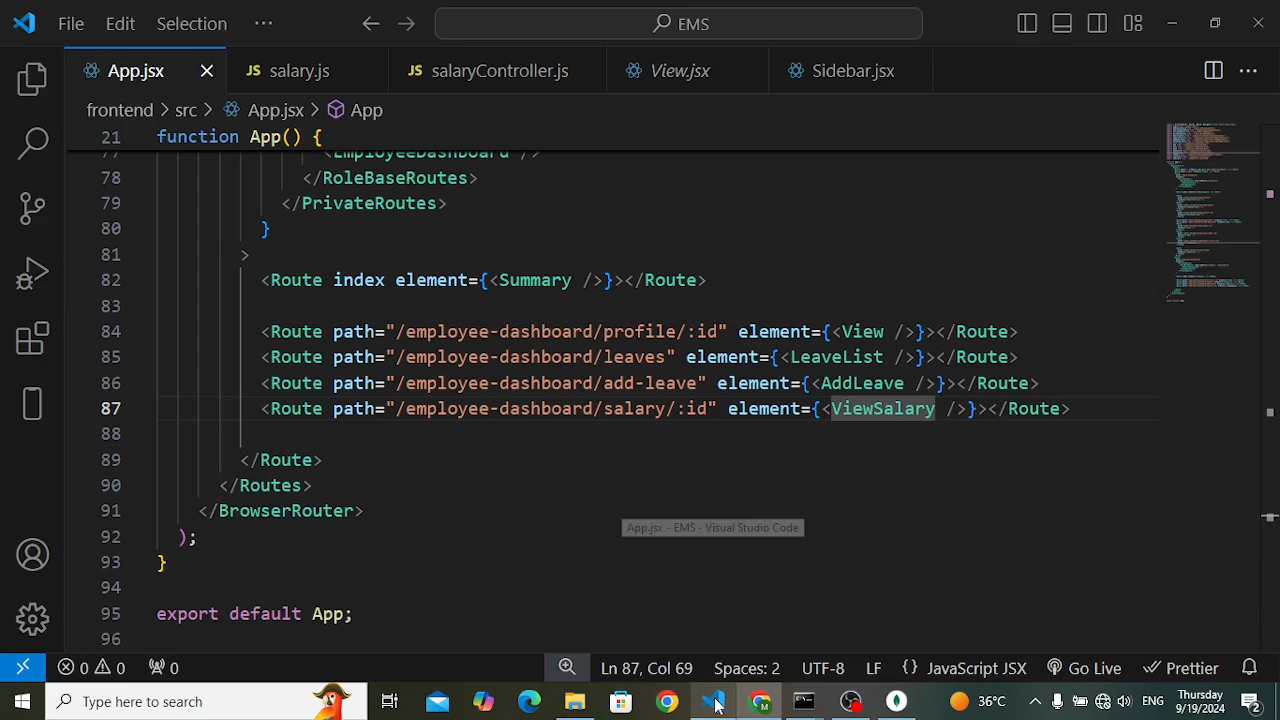 File Edit Selection ··· EMS
App.jsx salary.js salaryController.js View.jsx Sidebar.jsx
frontend > src > App.jsx > App
21 function App() {
77 <EmployeeDashboard />
78 </RoleBaseRoutes>
79 </PrivateRoutes>
80 }
81 >
82 <Route index element={<Summary />}></Route>
83
84 <Route path="/employee-dashboard/profile/:id" element={<View />}></Route>
85 <Route path="/employee-dashboard/leaves" element={<LeaveList />}></Route>
86 <Route path="/employee-dashboard/add-leave" element={<AddLeave />}></Route>
87 <Route path="/employee-dashboard/salary/:id" element={<ViewSalary />}></Route>
88
89 </Route>
90 </Routes>
91 </BrowserRouter>
92 );
93 }
94
95 export default App;
96
App.jsx - EMS - Visual Studio Code
0 0 0 Ln 87, Col 69 Spaces: 2 UTF-8 LF {} JavaScript JSX Go Live Prettier
Type here to search 36°C ENG Thursday
9/19/2024 2